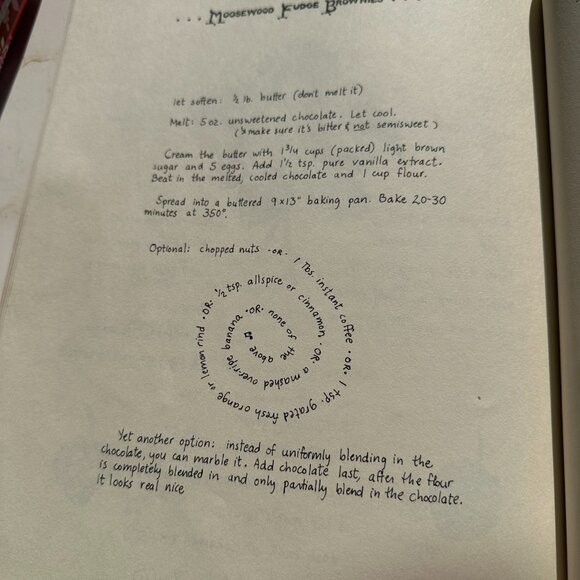 ... MOOSEWOOD FUDGE BROWNIES ...
let soften: ½ lb. butter (don't melt it)
Melt: 5 oz. unsweetened chocolate. Let cool.
(& make sure it's bitter & not semisweet)
Cream the butter with 1 3/4 cups (packed) light brown
sugar and 5 eggs. Add 1½ tsp. pure vanilla extract.
Beat in the melted, cooled chocolate and 1 cup flour.
Spread into a buttered 9x13" baking pan. Bake 20-30
minutes at 350°.
Optional: chopped nuts -OR- 1 Tbs. instant coffee -OR- 1 tsp. grated fresh orange or lemon rind -OR- ½ tsp. allspice or cinnamon -OR- a mashed over-ripe banana -OR- none of the above
Yet another option: instead of uniformly blending in the
chocolate, you can marble it. Add chocolate last, after the flour
is completely blended in and only partially blend in the chocolate.
it looks real nice